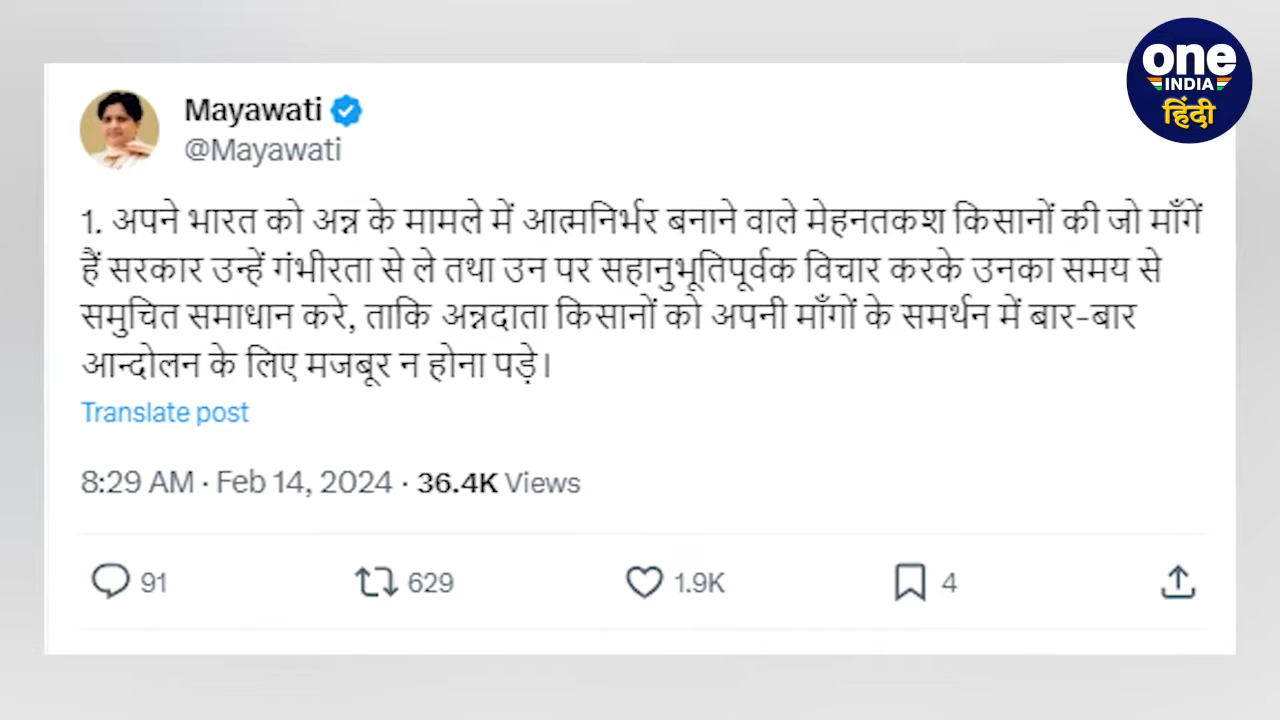 one
INDIA
हिंदी
Mayawati
@Mayawati
1. अपने भारत को अन्न के मामले में आत्मनिर्भर बनाने वाले मेहनतकश किसानों की जो माँगें
हैं सरकार उन्हें गंभीरता से ले तथा उन पर सहानुभूतिपूर्वक विचार करके उनका समय से
समुचित समाधान करे, ताकि अन्नदाता किसानों को अपनी माँगों के समर्थन में बार-बार
आन्दोलन के लिए मजबूर न होना पड़े।
Translate post
8:29 AM · Feb 14, 2024 · 36.4K Views
91 629 1.9K 4